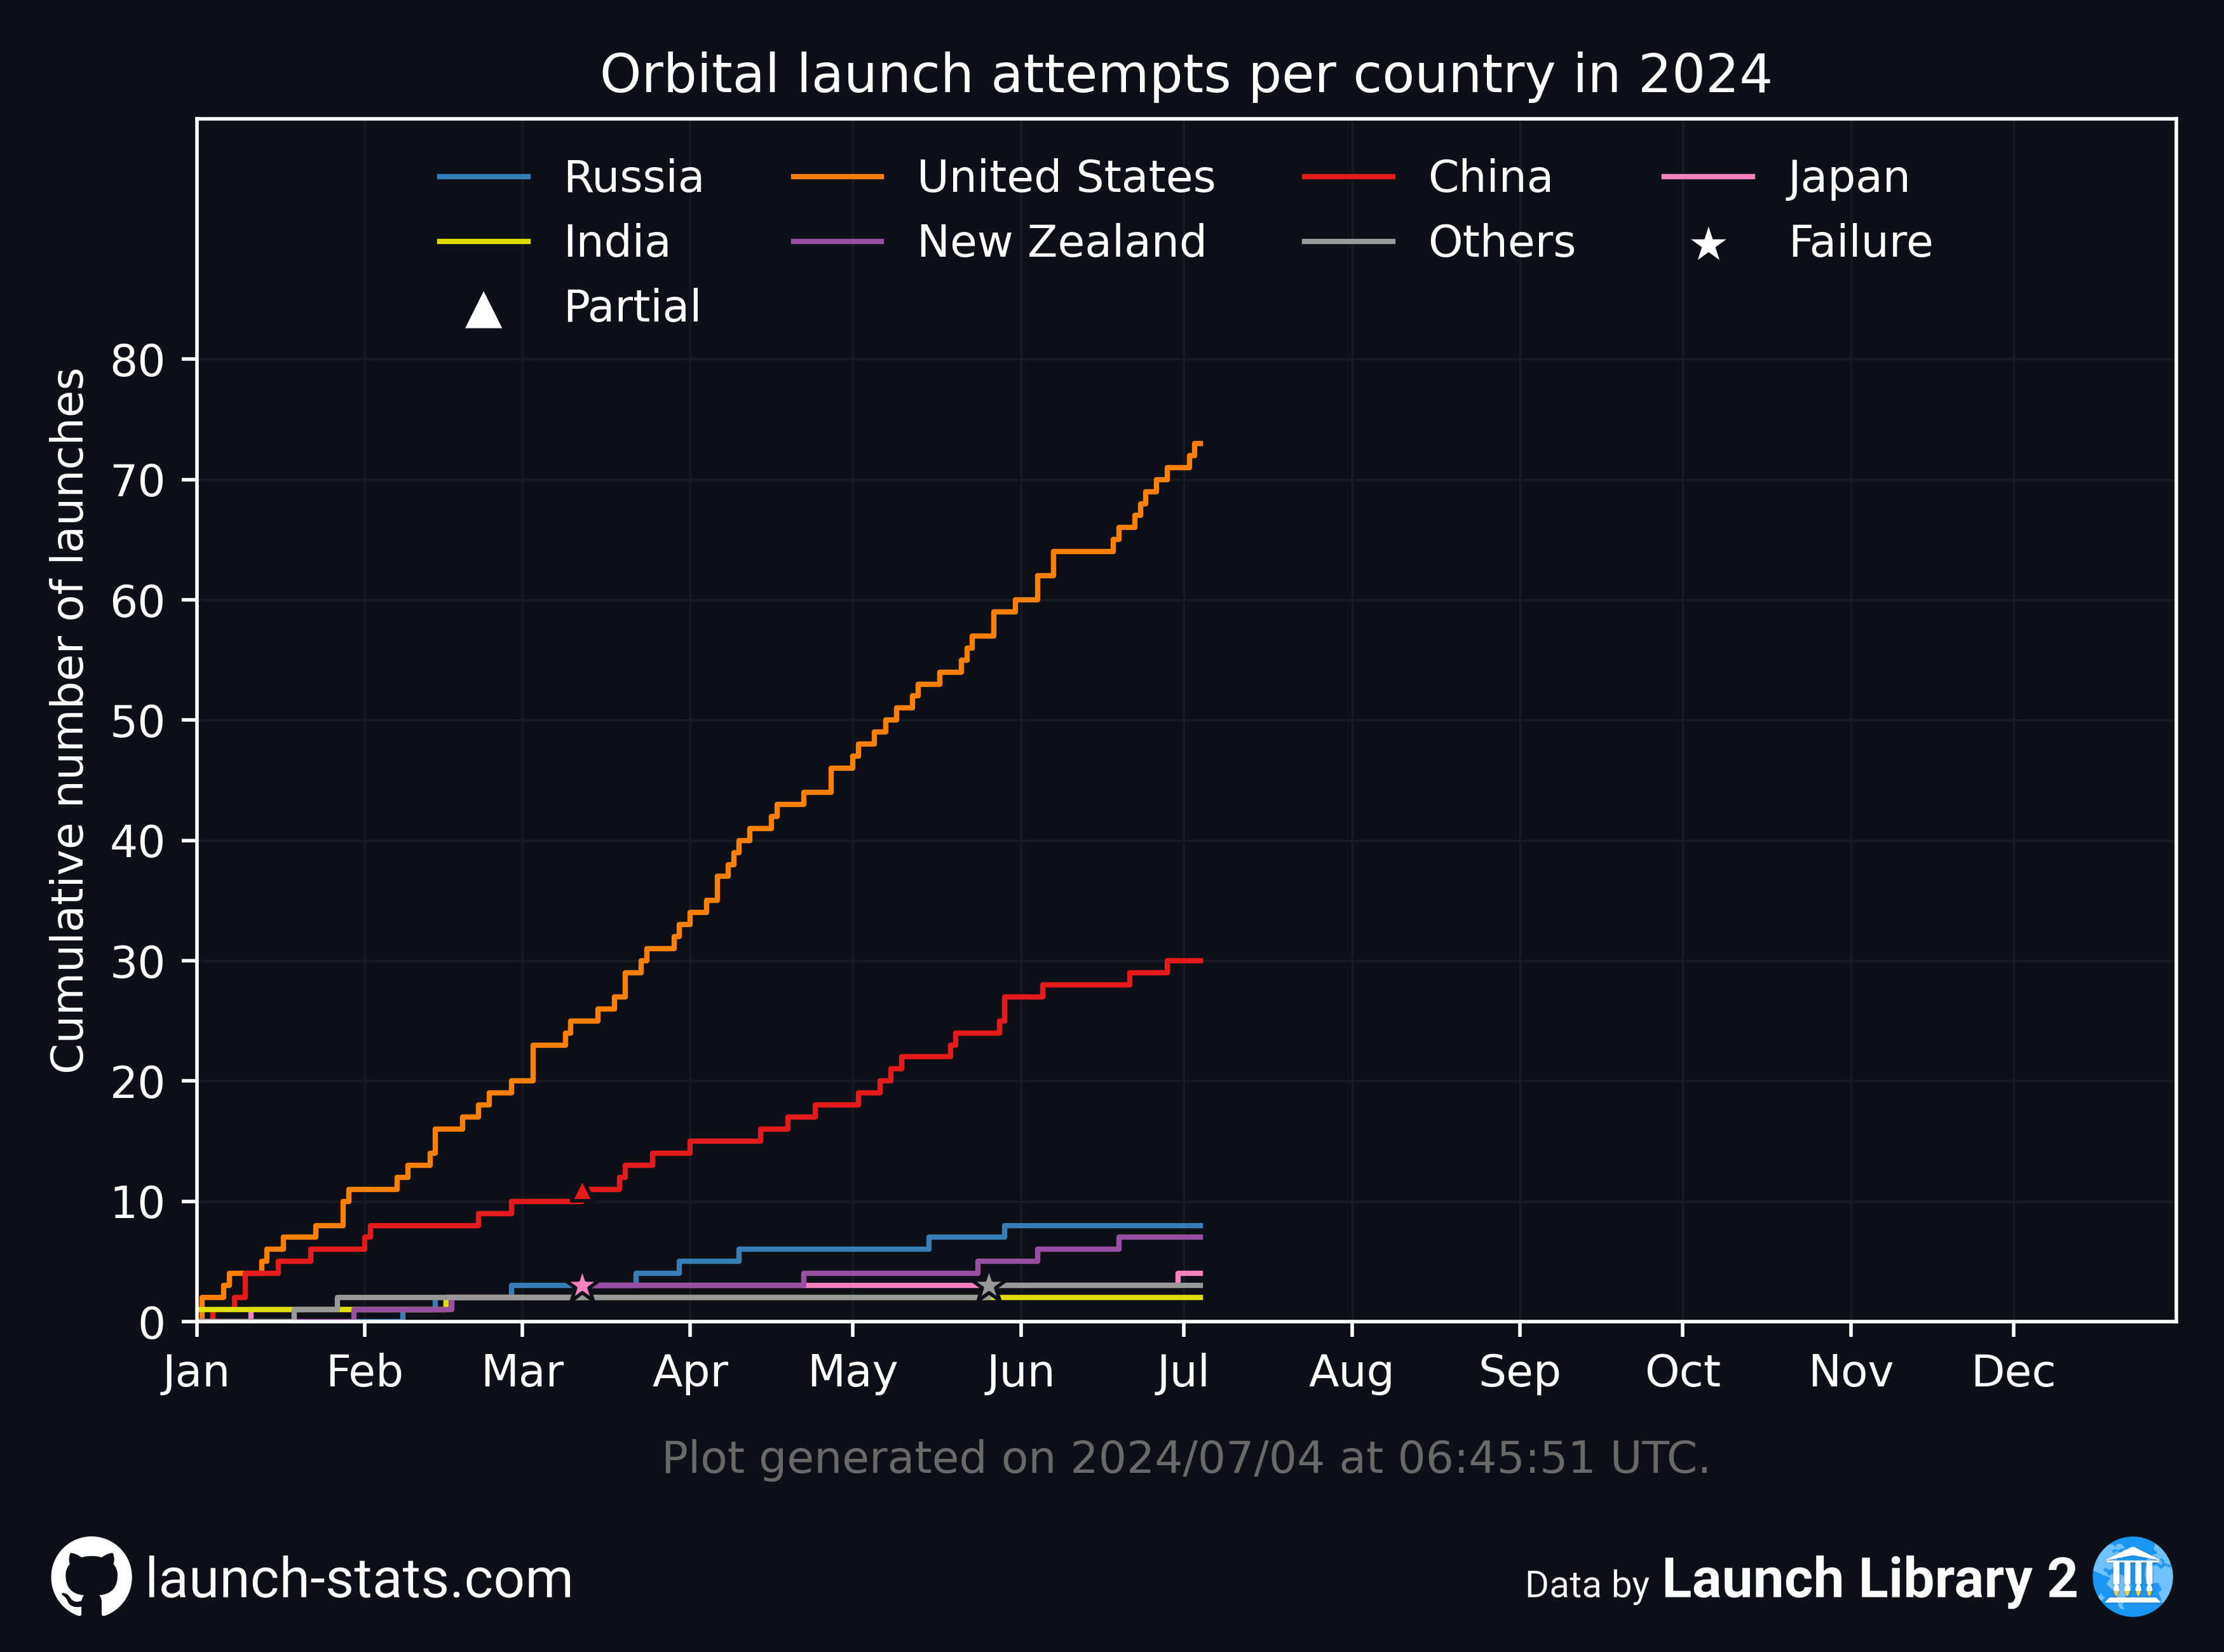 Orbital launch attempts per country in 2024
Russia United States China Japan
India New Zealand Others Failure
Partial
Cumulative number of launches
80
70
60
50
40
30
20
10
0
Jan Feb Mar Apr May Jun Jul Aug Sep Oct Nov Dec
Plot generated on 2024/07/04 at 06:45:51 UTC.
launch-stats.com
Data by Launch Library 2